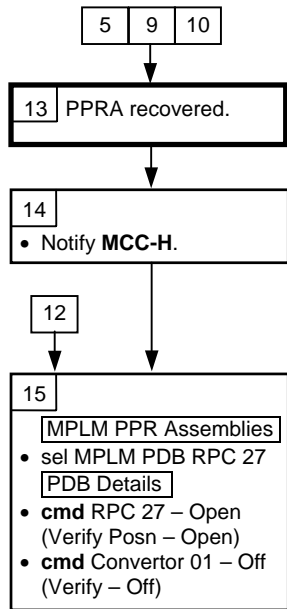 5 9 10
13 PPRA recovered.
14
• Notify MCC-H.
12
15
MPLM PPR Assemblies
• sel MPLM PDB RPC 27
PDB Details
• cmd RPC 27 – Open
(Verify Posn – Open)
• cmd Convertor 01 – Off
(Verify – Off)